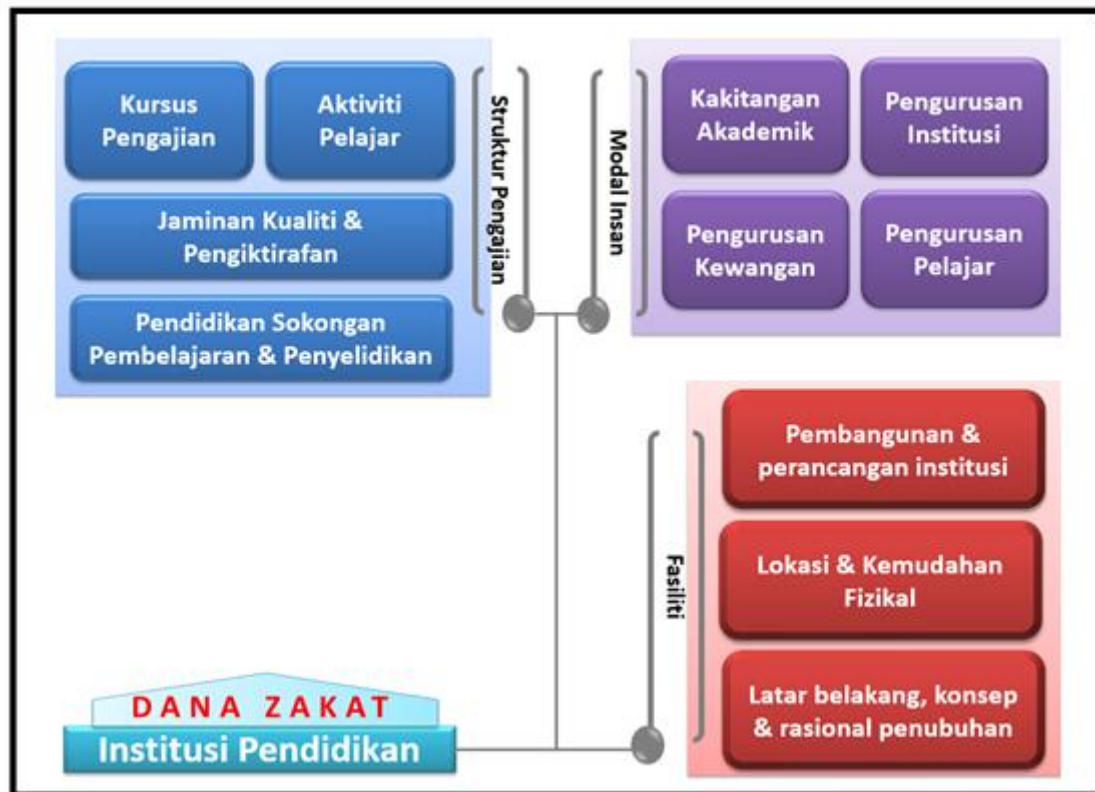 Kursus
Pengajian
Aktiviti
Pelajar
Jaminan Kualiti &
Pengiktirafan
Pendidikan Sokongan
Pembelajaran & Penyelidikan
Struktur Pengajian
Modal Insan
Kakitangan
Akademik
Pengurusan
Institusi
Pengurusan
Kewangan
Pengurusan
Pelajar
Fasiliti
Pembangunan &
perancangan institusi
Lokasi & Kemudahan
Fizikal
Latar belakang, konsep
& rasional penubuhan
DANA ZAKAT
Institusi Pendidikan